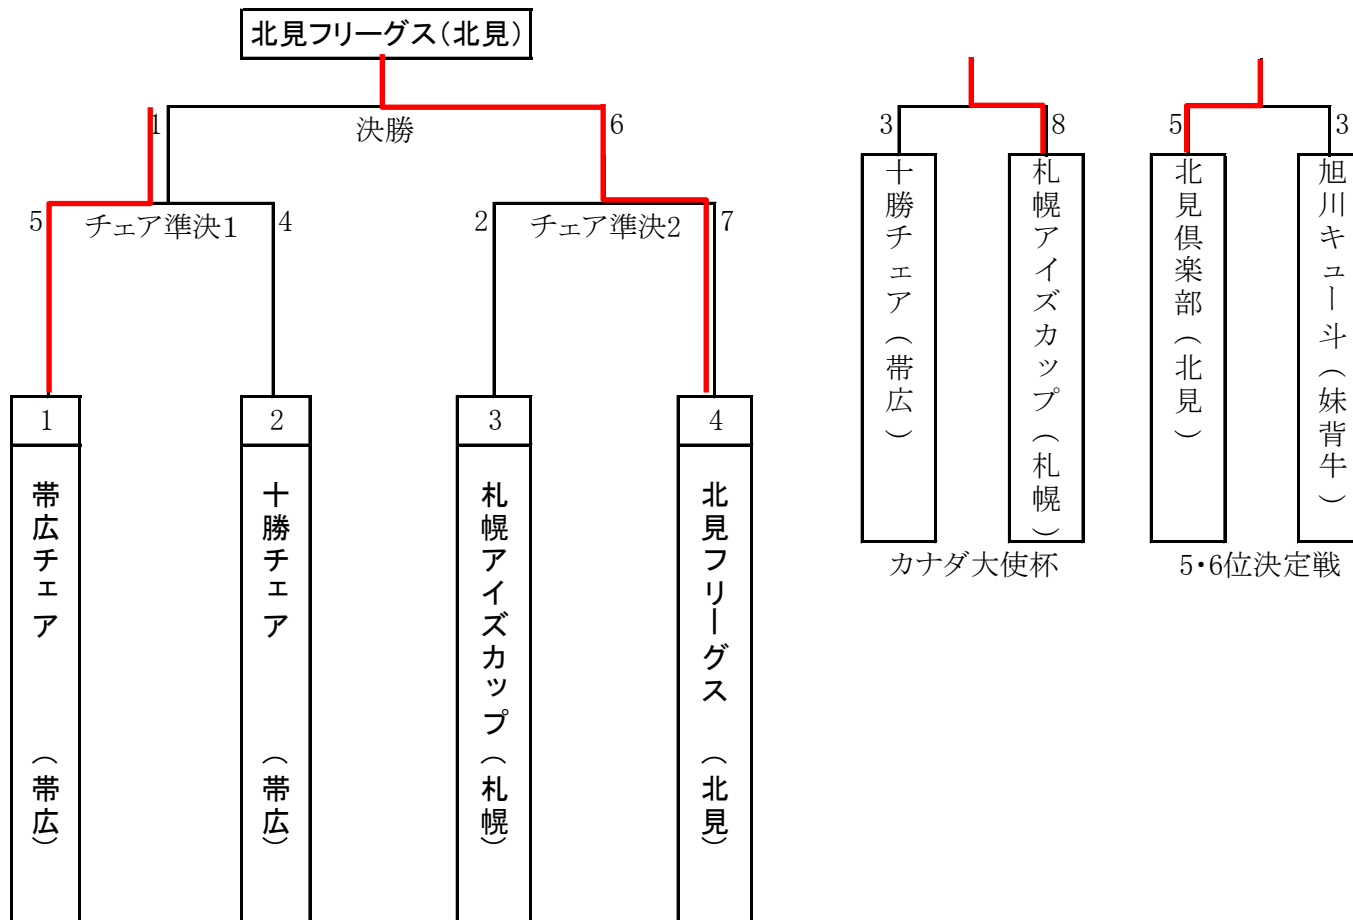 北見フリーグス(北見)
1
決勝
6
5
チェア準決1
4
2
チェア準決2
7
1
2
3
4
帯広チェア (帯広)
十勝チェア (帯広)
札幌アイズカップ(札幌)
北見フリーグス (北見)
3
8
十勝チェア(帯広)
札幌アイズカップ(札幌)
カナダ大使杯
5
3
北見倶楽部(北見)
旭川キュー斗(妹背牛)
5・6位決定戦